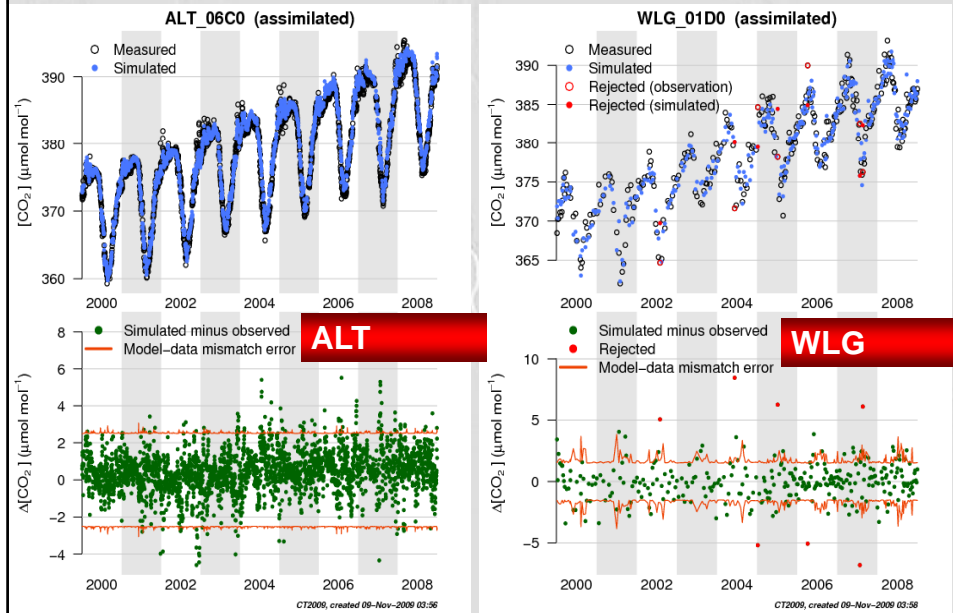 ALT_06C0 (assimilated)
Measured
Simulated
[CO₂] (μmol mol⁻¹)
390
380
370
360
2000 2002 2004 2006 2008
Simulated minus observed
Model−data mismatch error
ALT
Δ[CO₂] (μmol mol⁻¹)
8
6
4
2
0
−2
−4
2000 2002 2004 2006 2008
CT2009, created 09−Nov−2009 03:56
WLG_01D0 (assimilated)
Measured
Simulated
Rejected (observation)
Rejected (simulated)
[CO₂] (μmol mol⁻¹)
390
385
380
375
370
365
2000 2002 2004 2006 2008
Simulated minus observed
Rejected
Model−data mismatch error
WLG
Δ[CO₂] (μmol mol⁻¹)
10
5
0
−5
2000 2002 2004 2006 2008
CT2009, created 09−Nov−2009 03:58